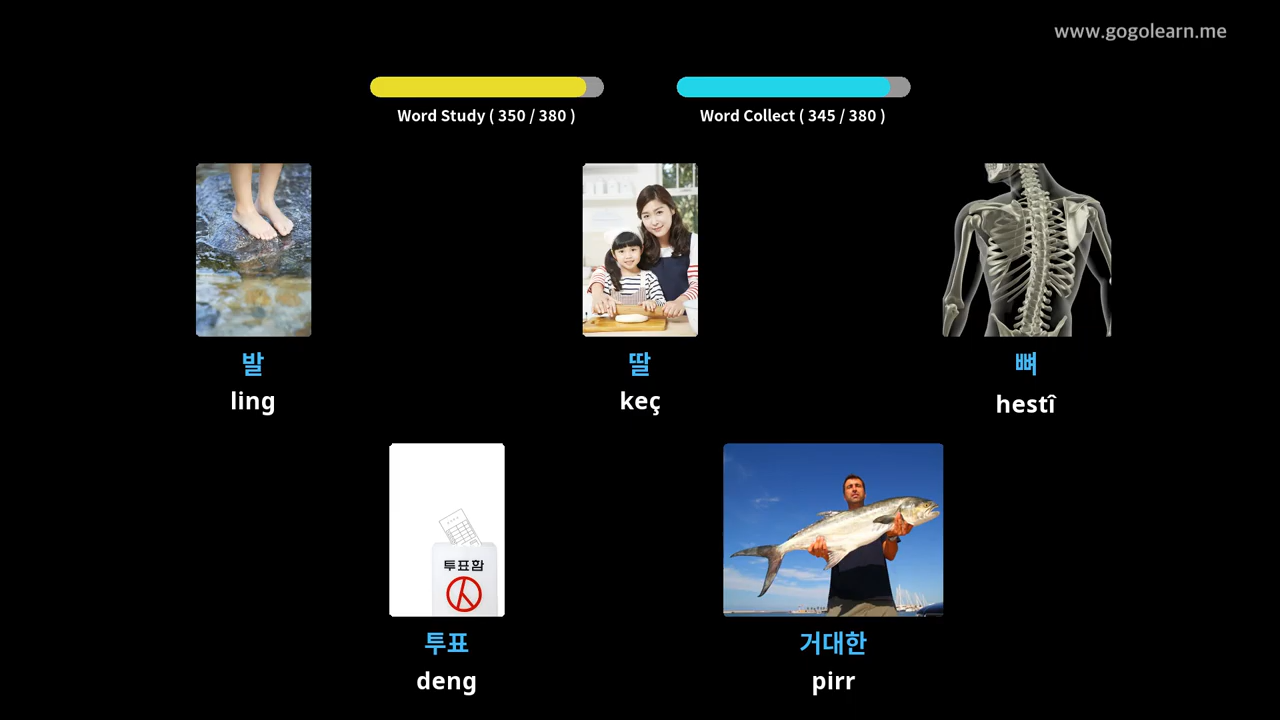 www.gogolearn.me
Word Study ( 350 / 380 )
Word Collect ( 345 / 380 )
발
ling
딸
keç
뼈
hestî
투표함
투표
deng
거대한
pirr